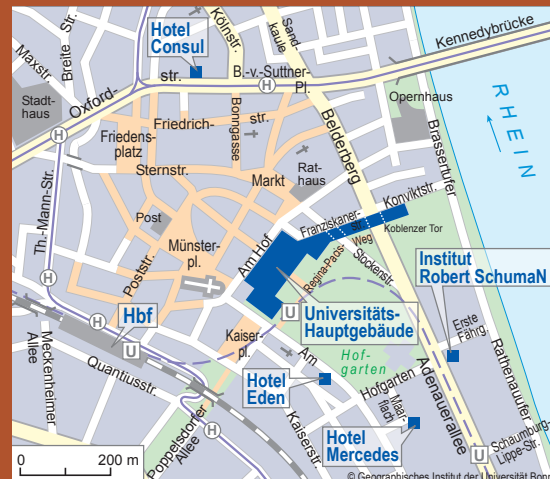 Maxstr.
Breite Str.
Hotel
Consul
Kölnstr.
Sand-
kaule
Kennedybrücke
Stadt-
haus
Oxford-
str.
B.-v.-Suttner-
Pl.
H
H
H
Opernhaus
RHEIN
Friedens-
platz
Friedrich-
str.
Bonngasse
Belderberg
Brassertufer
Sternstr.
Markt
Rat-
haus
Th.-Mann-Str.
Post
Münster-
pl.
Poststr.
Am Hof
Franziskaner-
str.
Konviktstr.
Koblenzer Tor
Regina-Pacis-
Weg
Stockenstr.
Institut
Robert SchumaN
Universitäts-
Hauptgebäude
Hbf
H
H
H
U
U
U
Kaiser-
pl.
Hof-
garten
Am
Hofgarten
Erste
Fährg.
Meckenheimer
Allee
Quantiusstr.
Poppelsdorfer
Allee
Hotel
Eden
Kaiserstr.
Maar-
flach
Hotel
Mercedes
Adenauerallee
Rathenauufer
Schaumburg-
Lippe-Str.
0 200 m
© Geographisches Institut der Universität Bonn